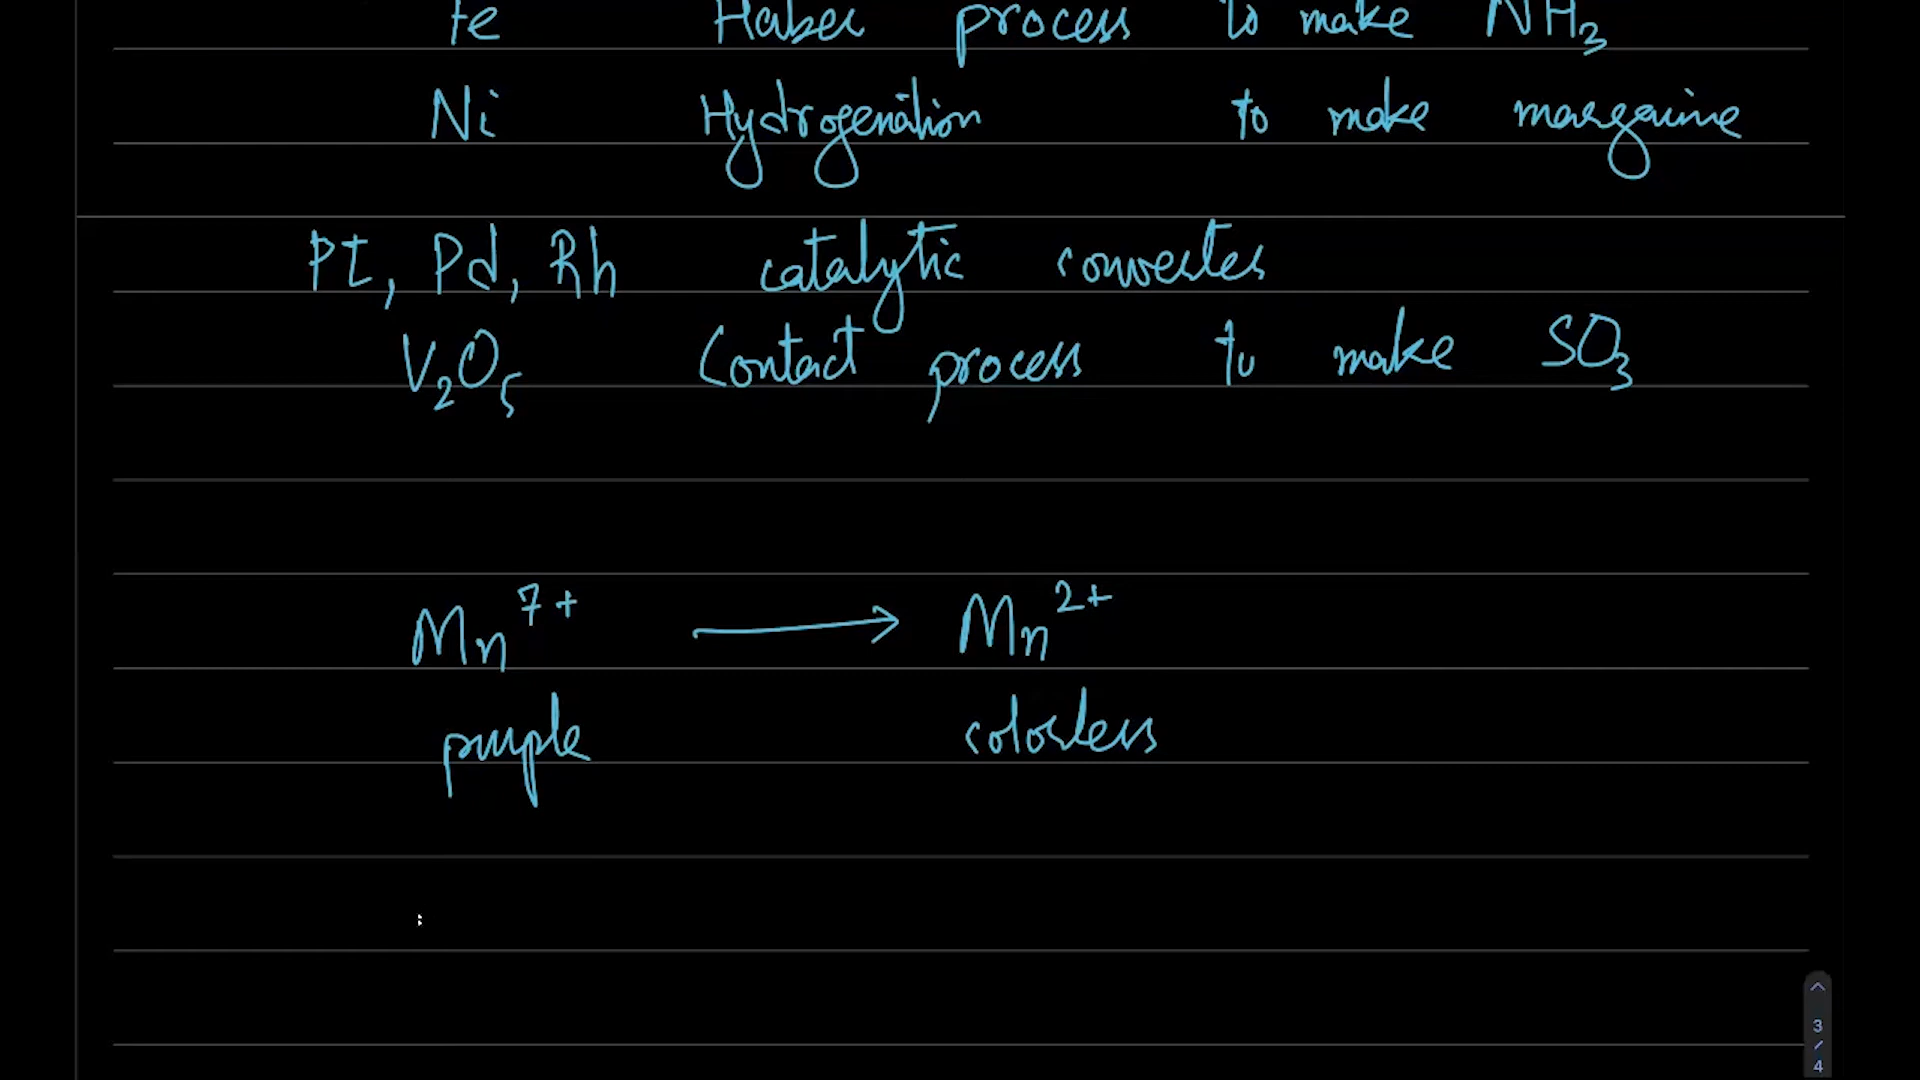 Fe Haber process to make NH₃
Ni Hydrogenation to make margarine
Pt, Pd, Rh catalytic converter
V₂O₅ Contact process to make SO₃
Mn⁷⁺ → Mn²⁺
purple colorless
3
/
4